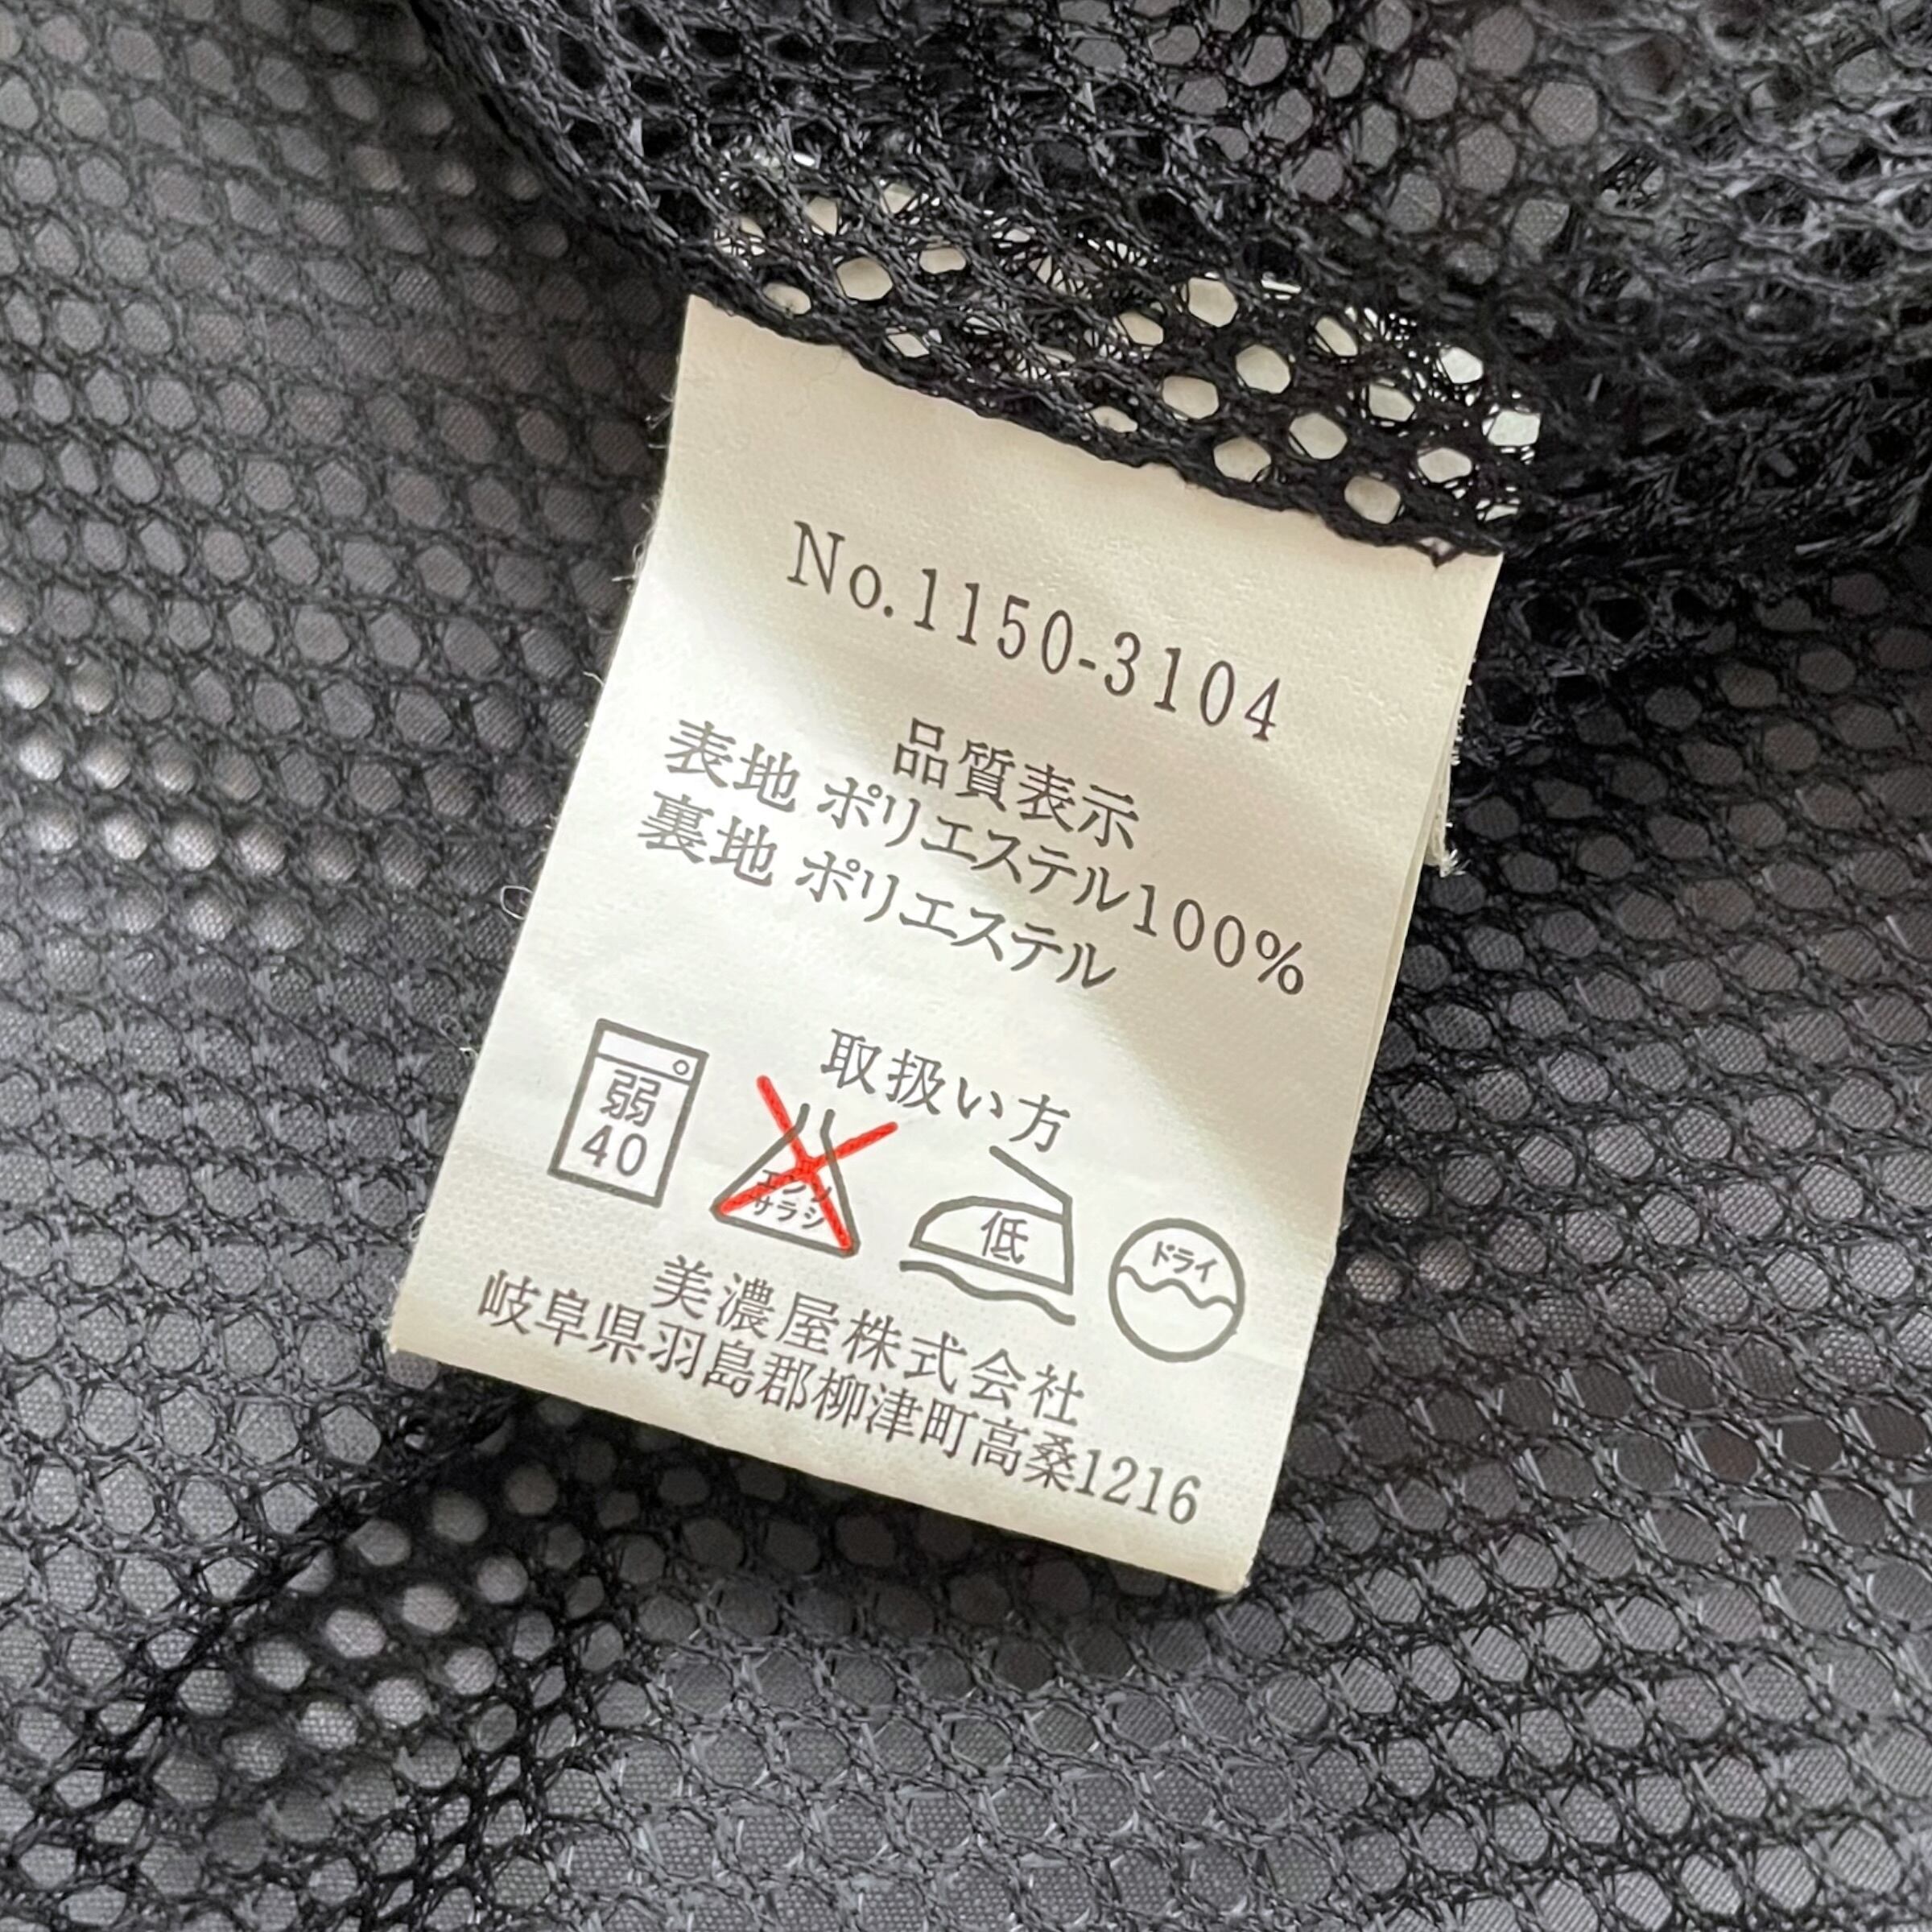 No.1150-3104
品質表示
表地 ポリエステル100%
裏地 ポリエステル
取扱い方
弱
40
エンソ
サラシ
低
ドライ
美濃屋株式会社
岐阜県羽島郡柳津町高桑1216